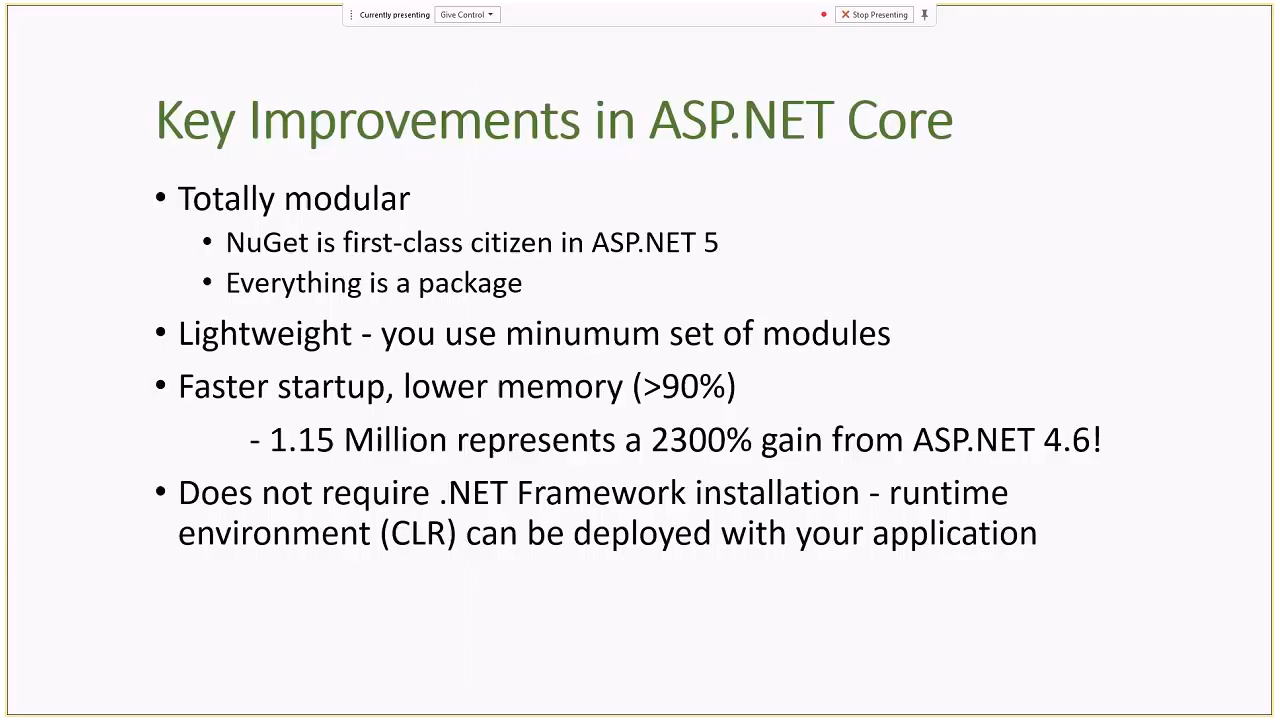 Currently presenting Give Control Stop Presenting
Key Improvements in ASP.NET Core
• Totally modular
• NuGet is first-class citizen in ASP.NET 5
• Everything is a package
• Lightweight - you use minumum set of modules
• Faster startup, lower memory (>90%)
- 1.15 Million represents a 2300% gain from ASP.NET 4.6!
• Does not require .NET Framework installation - runtime
environment (CLR) can be deployed with your application